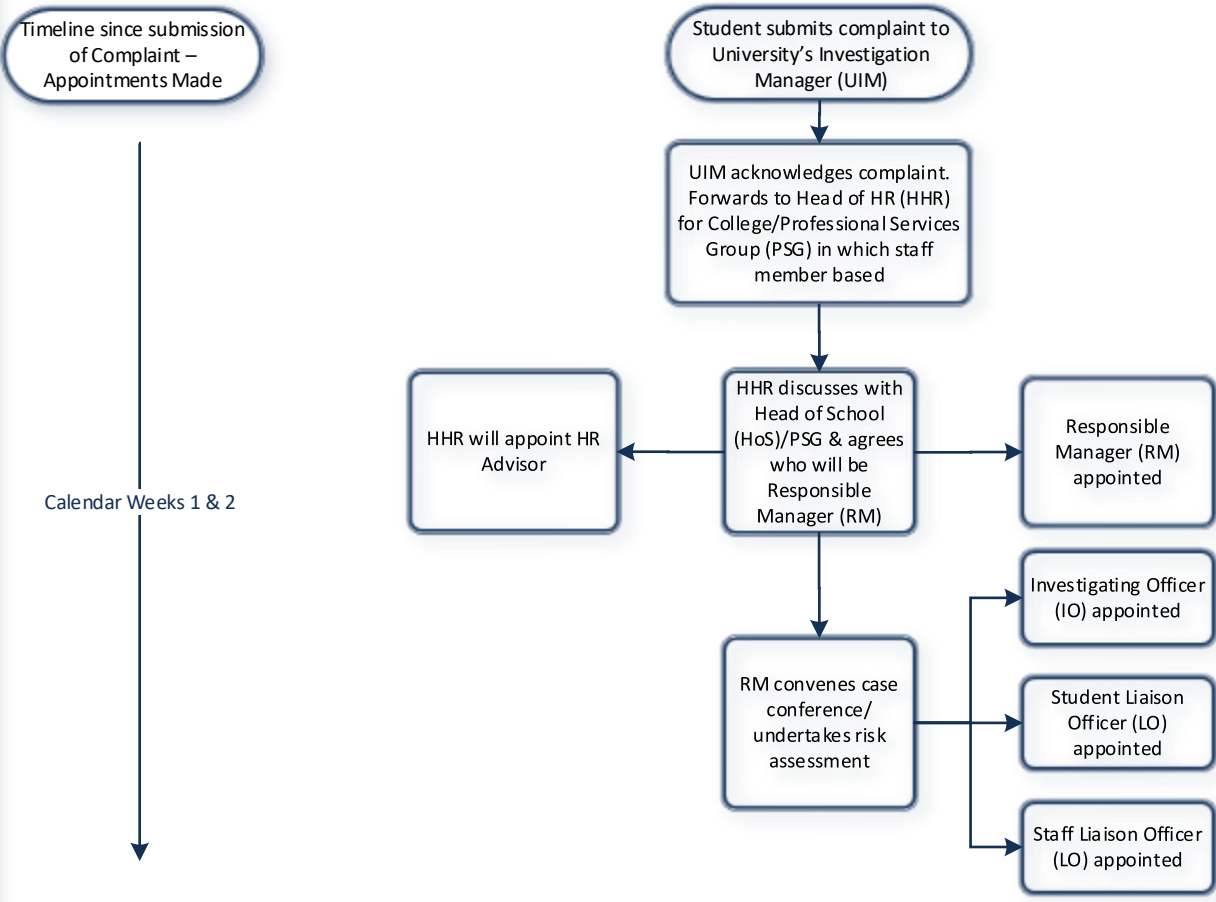 Timeline since submission
of Complaint –
Appointments Made
Student submits complaint to
University’s Investigation
Manager (UIM)
UIM acknowledges complaint.
Forwards to Head of HR (HHR)
for College/Professional Services
Group (PSG) in which staff
member based
HHR will appoint HR
Advisor
HHR discusses with
Head of School
(HoS)/PSG & agrees
who will be
Responsible
Manager (RM)
Responsible
Manager (RM)
appointed
Calendar Weeks 1 & 2
Investigating Officer
(IO) appointed
RM convenes case
conference/
undertakes risk
assessment
Student Liaison
Officer (LO)
appointed
Staff Liaison Officer
(LO) appointed